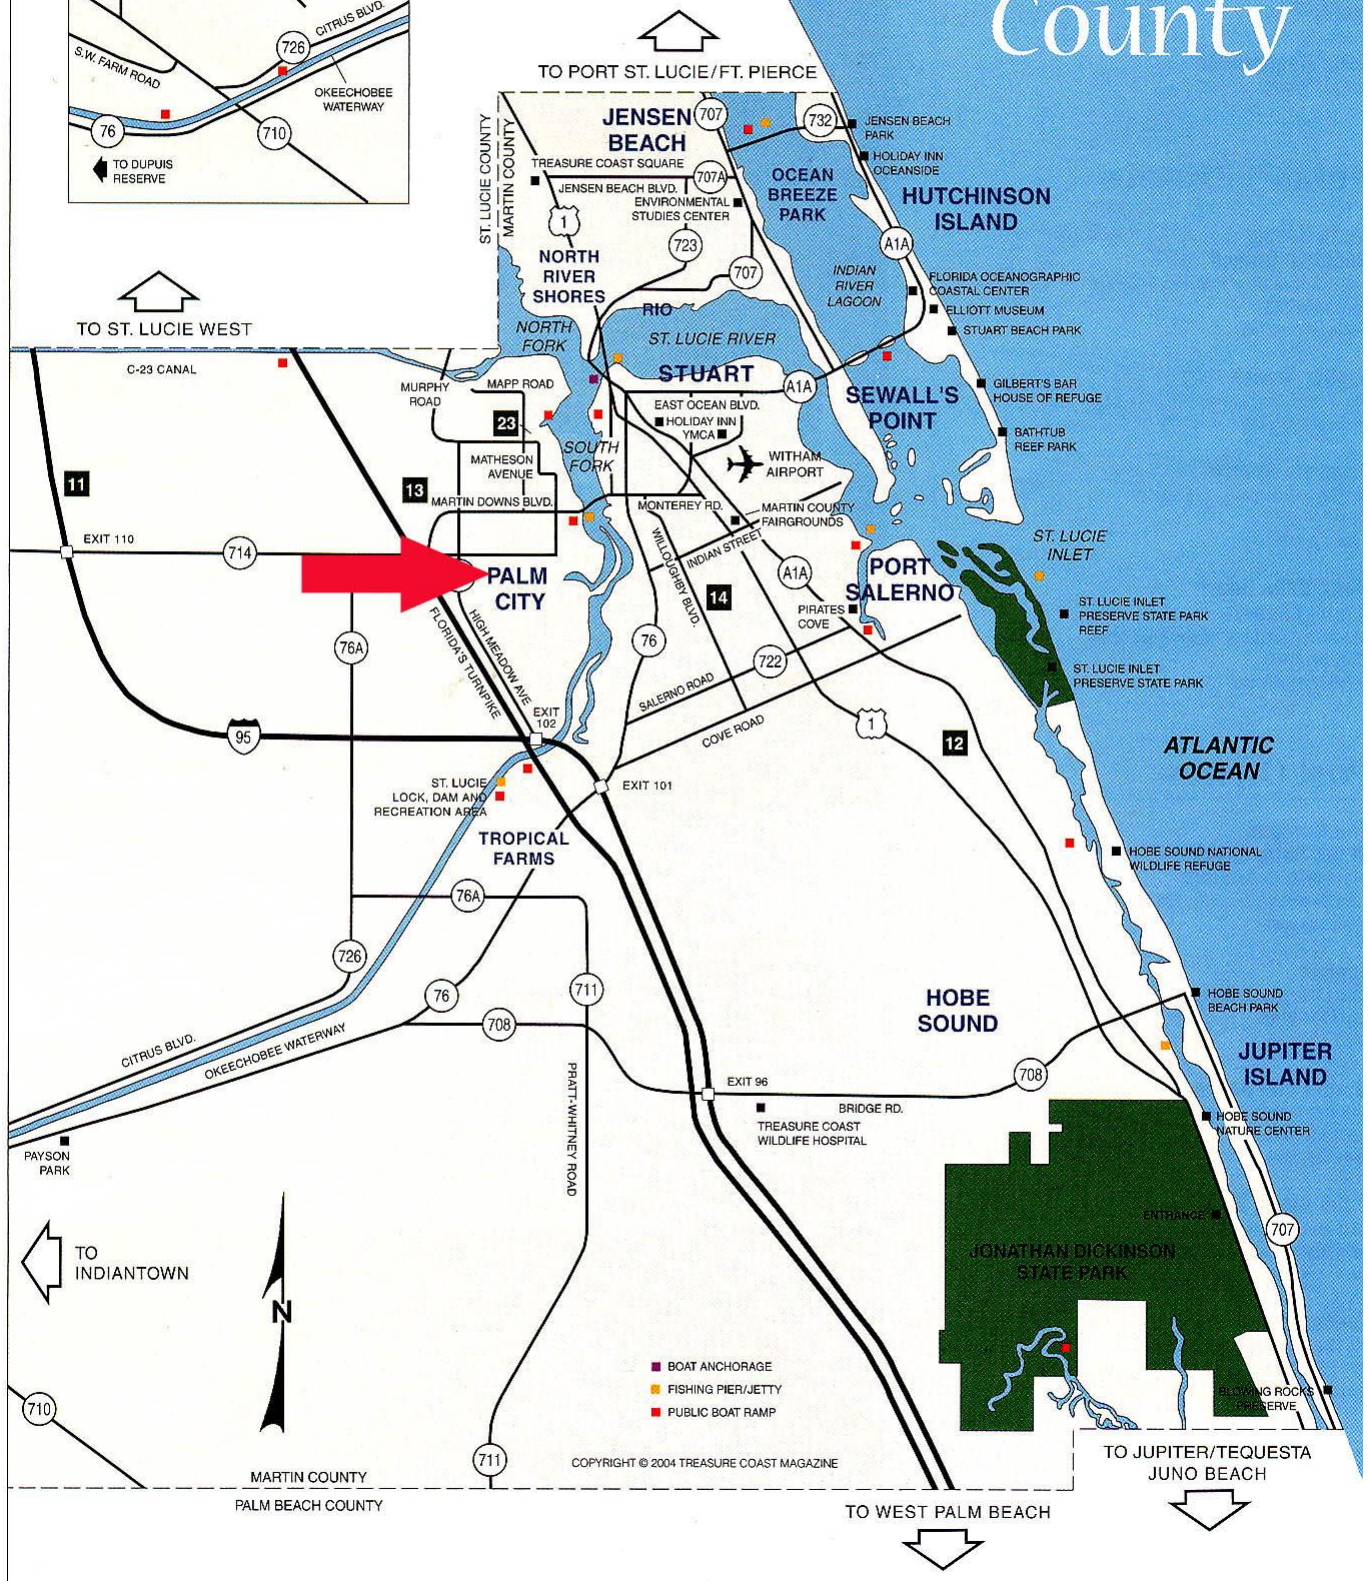 County
CITRUS BLVD.
726
S.W. FARM ROAD
OKEECHOBEE
WATERWAY
76
710
TO DUPUIS
RESERVE
TO PORT ST. LUCIE/FT. PIERCE
ST. LUCIE COUNTY
MARTIN COUNTY
JENSEN
BEACH
707
732
JENSEN BEACH
PARK
HOLIDAY INN
OCEANSIDE
TREASURE COAST SQUARE
707A
JENSEN BEACH BLVD.
ENVIRONMENTAL
STUDIES CENTER
OCEAN
BREEZE
PARK
HUTCHINSON
ISLAND
1
723
A1A
NORTH
RIVER
SHORES
707
INDIAN
RIVER
LAGOON
FLORIDA OCEANOGRAPHIC
COASTAL CENTER
ELLIOTT MUSEUM
STUART BEACH PARK
RIO
TO ST. LUCIE WEST
NORTH
FORK
ST. LUCIE RIVER
C-23 CANAL
STUART
MURPHY
ROAD
MAPP ROAD
A1A
SEWALL'S
POINT
GILBERT'S BAR
HOUSE OF REFUGE
EAST OCEAN BLVD.
HOLIDAY INN
YMCA
23
BATHTUB
REEF PARK
SOUTH
FORK
MATHESON
AVENUE
WITHAM
AIRPORT
11
13
MARTIN DOWNS BLVD.
MONTEREY RD.
MARTIN COUNTY
FAIRGROUNDS
EXIT 110
714
INDIAN STREET
WILLOUGHBY BLVD.
ST. LUCIE
INLET
PALM
CITY
A1A
PORT
SALERNO
14
PIRATES
COVE
ST. LUCIE INLET
PRESERVE STATE PARK
REEF
76A
FLORIDA'S TURNPIKE
HIGH MEADOW AVE
76
722
SALERNO ROAD
ST. LUCIE INLET
PRESERVE STATE PARK
EXIT
102
COVE ROAD
95
1
12
ATLANTIC
OCEAN
ST. LUCIE
LOCK, DAM AND
RECREATION AREA
EXIT 101
TROPICAL
FARMS
HOBE SOUND NATIONAL
WILDLIFE REFUGE
76A
726
76
711
708
HOBE
SOUND
HOBE SOUND
BEACH PARK
CITRUS BLVD.
OKEECHOBEE WATERWAY
JUPITER
ISLAND
PRATT-WHITNEY ROAD
EXIT 96
708
BRIDGE RD.
TREASURE COAST
WILDLIFE HOSPITAL
HOBE SOUND
NATURE CENTER
PAYSON
PARK
ENTRANCE
707
TO
INDIANTOWN
JONATHAN DICKINSON
STATE PARK
N
BOAT ANCHORAGE
FISHING PIER/JETTY
PUBLIC BOAT RAMP
BLOWING ROCKS
PRESERVE
710
711
COPYRIGHT © 2004 TREASURE COAST MAGAZINE
TO JUPITER/TEQUESTA
JUNO BEACH
MARTIN COUNTY
PALM BEACH COUNTY
TO WEST PALM BEACH